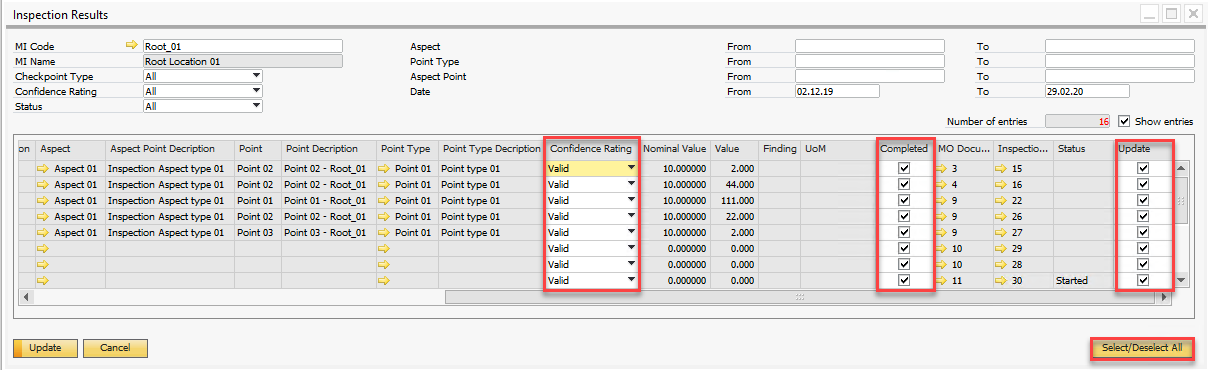 Inspection Results
MI Code Root_01 Aspect From To
MI Name Root Location 01 Point Type From To
Checkpoint Type All Aspect Point From To
Confidence Rating All Date From 02.12.19 To 29.02.20
Status All
Number of entries 16 Show entries
on Aspect Aspect Point Decription Point Point Decription Point Type Point Type Decription Confidence Rating Nominal Value Value Finding UoM Completed MO Docu... Inspectio... Status Update
Aspect 01 Inspection Aspect type 01 Point 02 Point 02 - Root_01 Point 01 Point type 01 Valid 10.000000 2.000 3 15
Aspect 01 Inspection Aspect type 01 Point 02 Point 02 - Root_01 Point 01 Point type 01 Valid 10.000000 44.000 4 16
Aspect 01 Inspection Aspect type 01 Point 02 Point 02 - Root_01 Point 01 Point type 01 Valid 10.000000 111.000 9 22
Aspect 01 Inspection Aspect type 01 Point 02 Point 02 - Root_01 Point 01 Point type 01 Valid 10.000000 22.000 9 26
Aspect 01 Inspection Aspect type 01 Point 03 Point 03 - Root_01 Point 01 Point type 01 Valid 10.000000 2.000 9 27
Valid 0.000000 0.000 10 29
Valid 0.000000 0.000 10 28
Valid 0.000000 0.000 11 30 Started
Update Cancel Select/Deselect All